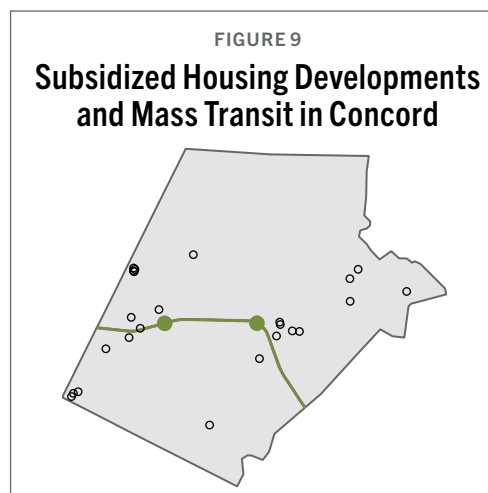 FIGURE 9
Subsidized Housing Developments
and Mass Transit in Concord